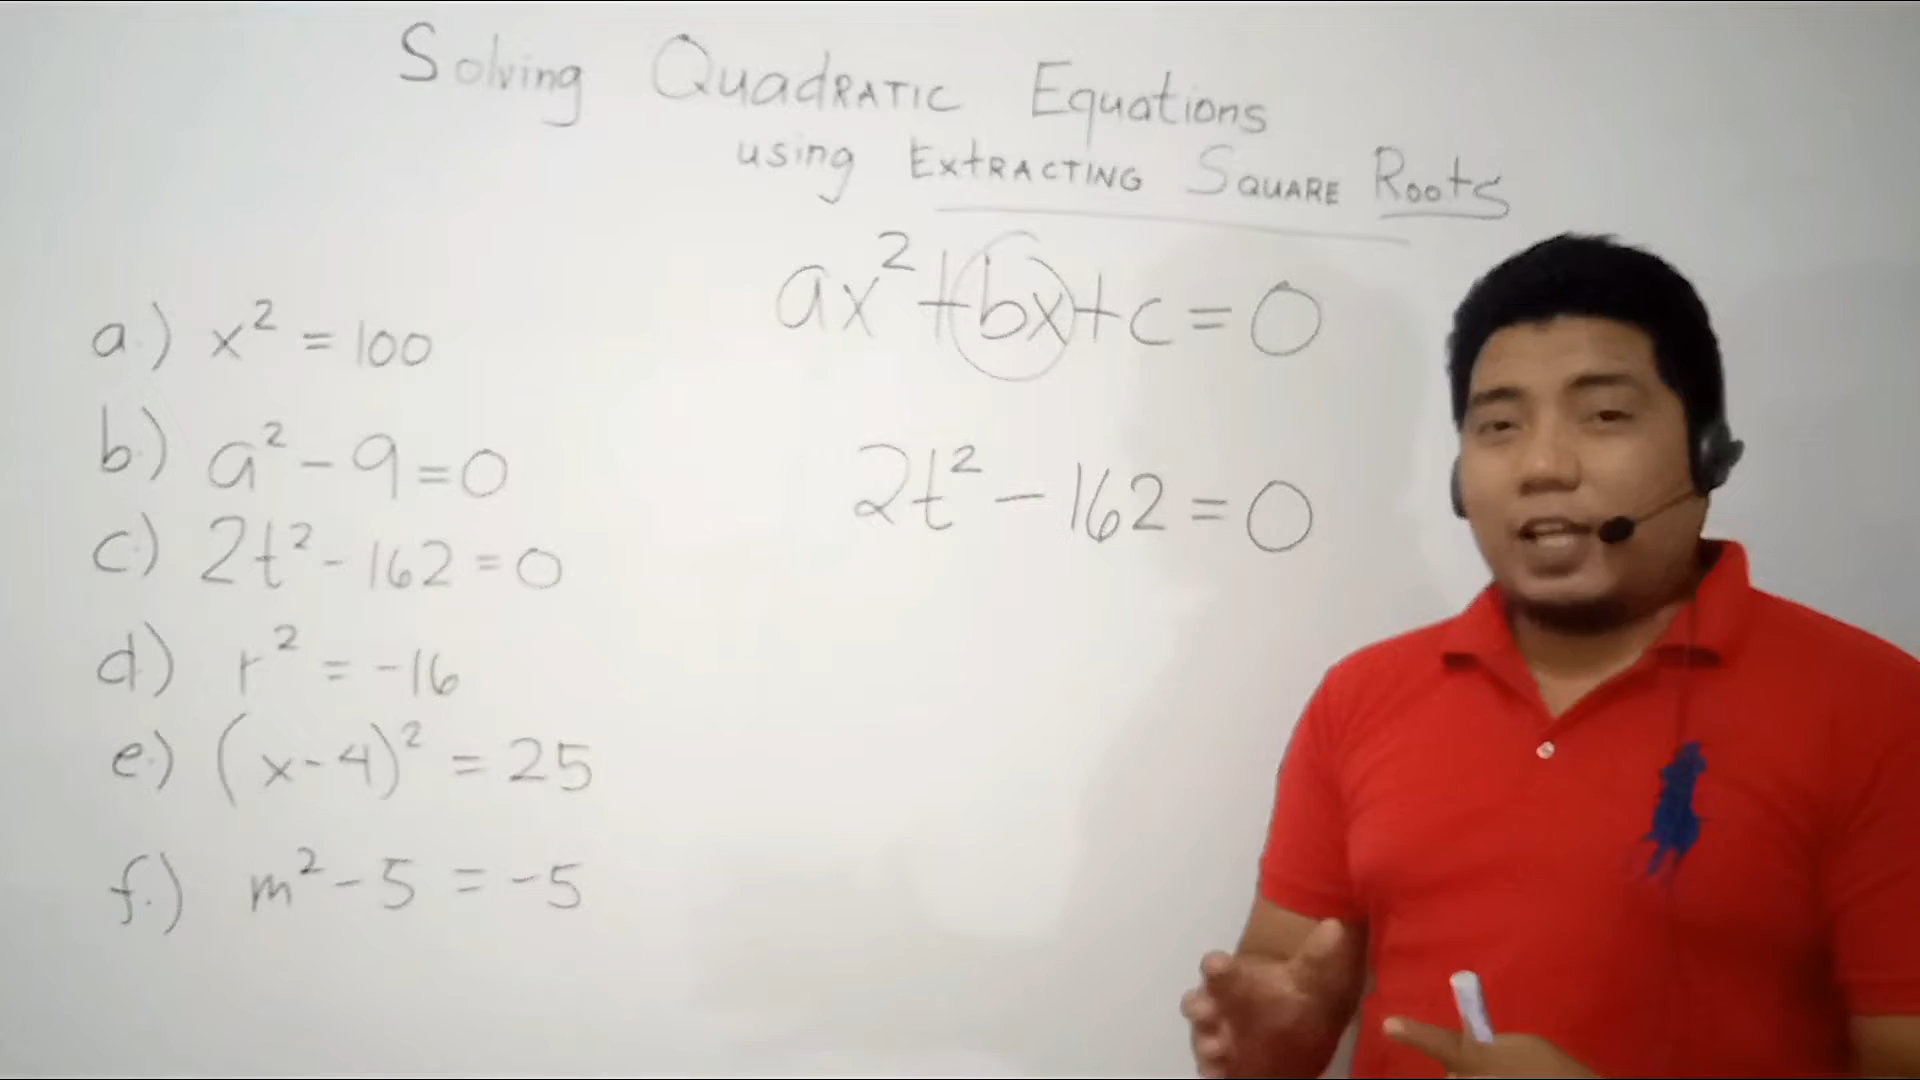 Solving QuadRATIC Equations
using ExtRACTING SQUARE Roots
ax²+bx+c=0
a.) x² = 100
b.) a² - 9 = 0
c.) 2t² - 162 = 0
d.) r² = -16
e.) (x-4)² = 25
f.) m² - 5 = -5
2t² - 162 = 0